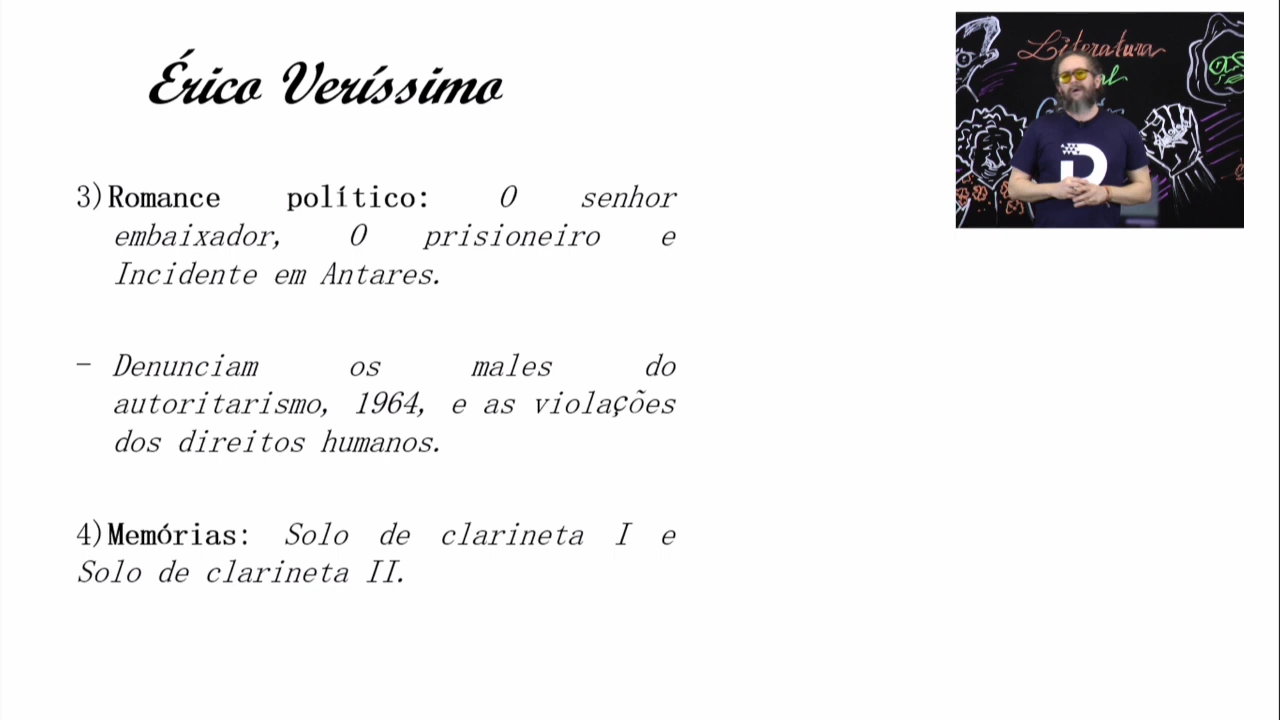 Érico Veríssimo
3)Romance político: O senhor
embaixador, O prisioneiro e
Incidente em Antares.
- Denunciam os males do
autoritarismo, 1964, e as violações
dos direitos humanos.
4)Memórias: Solo de clarineta I e
Solo de clarineta II.
Literatura
D